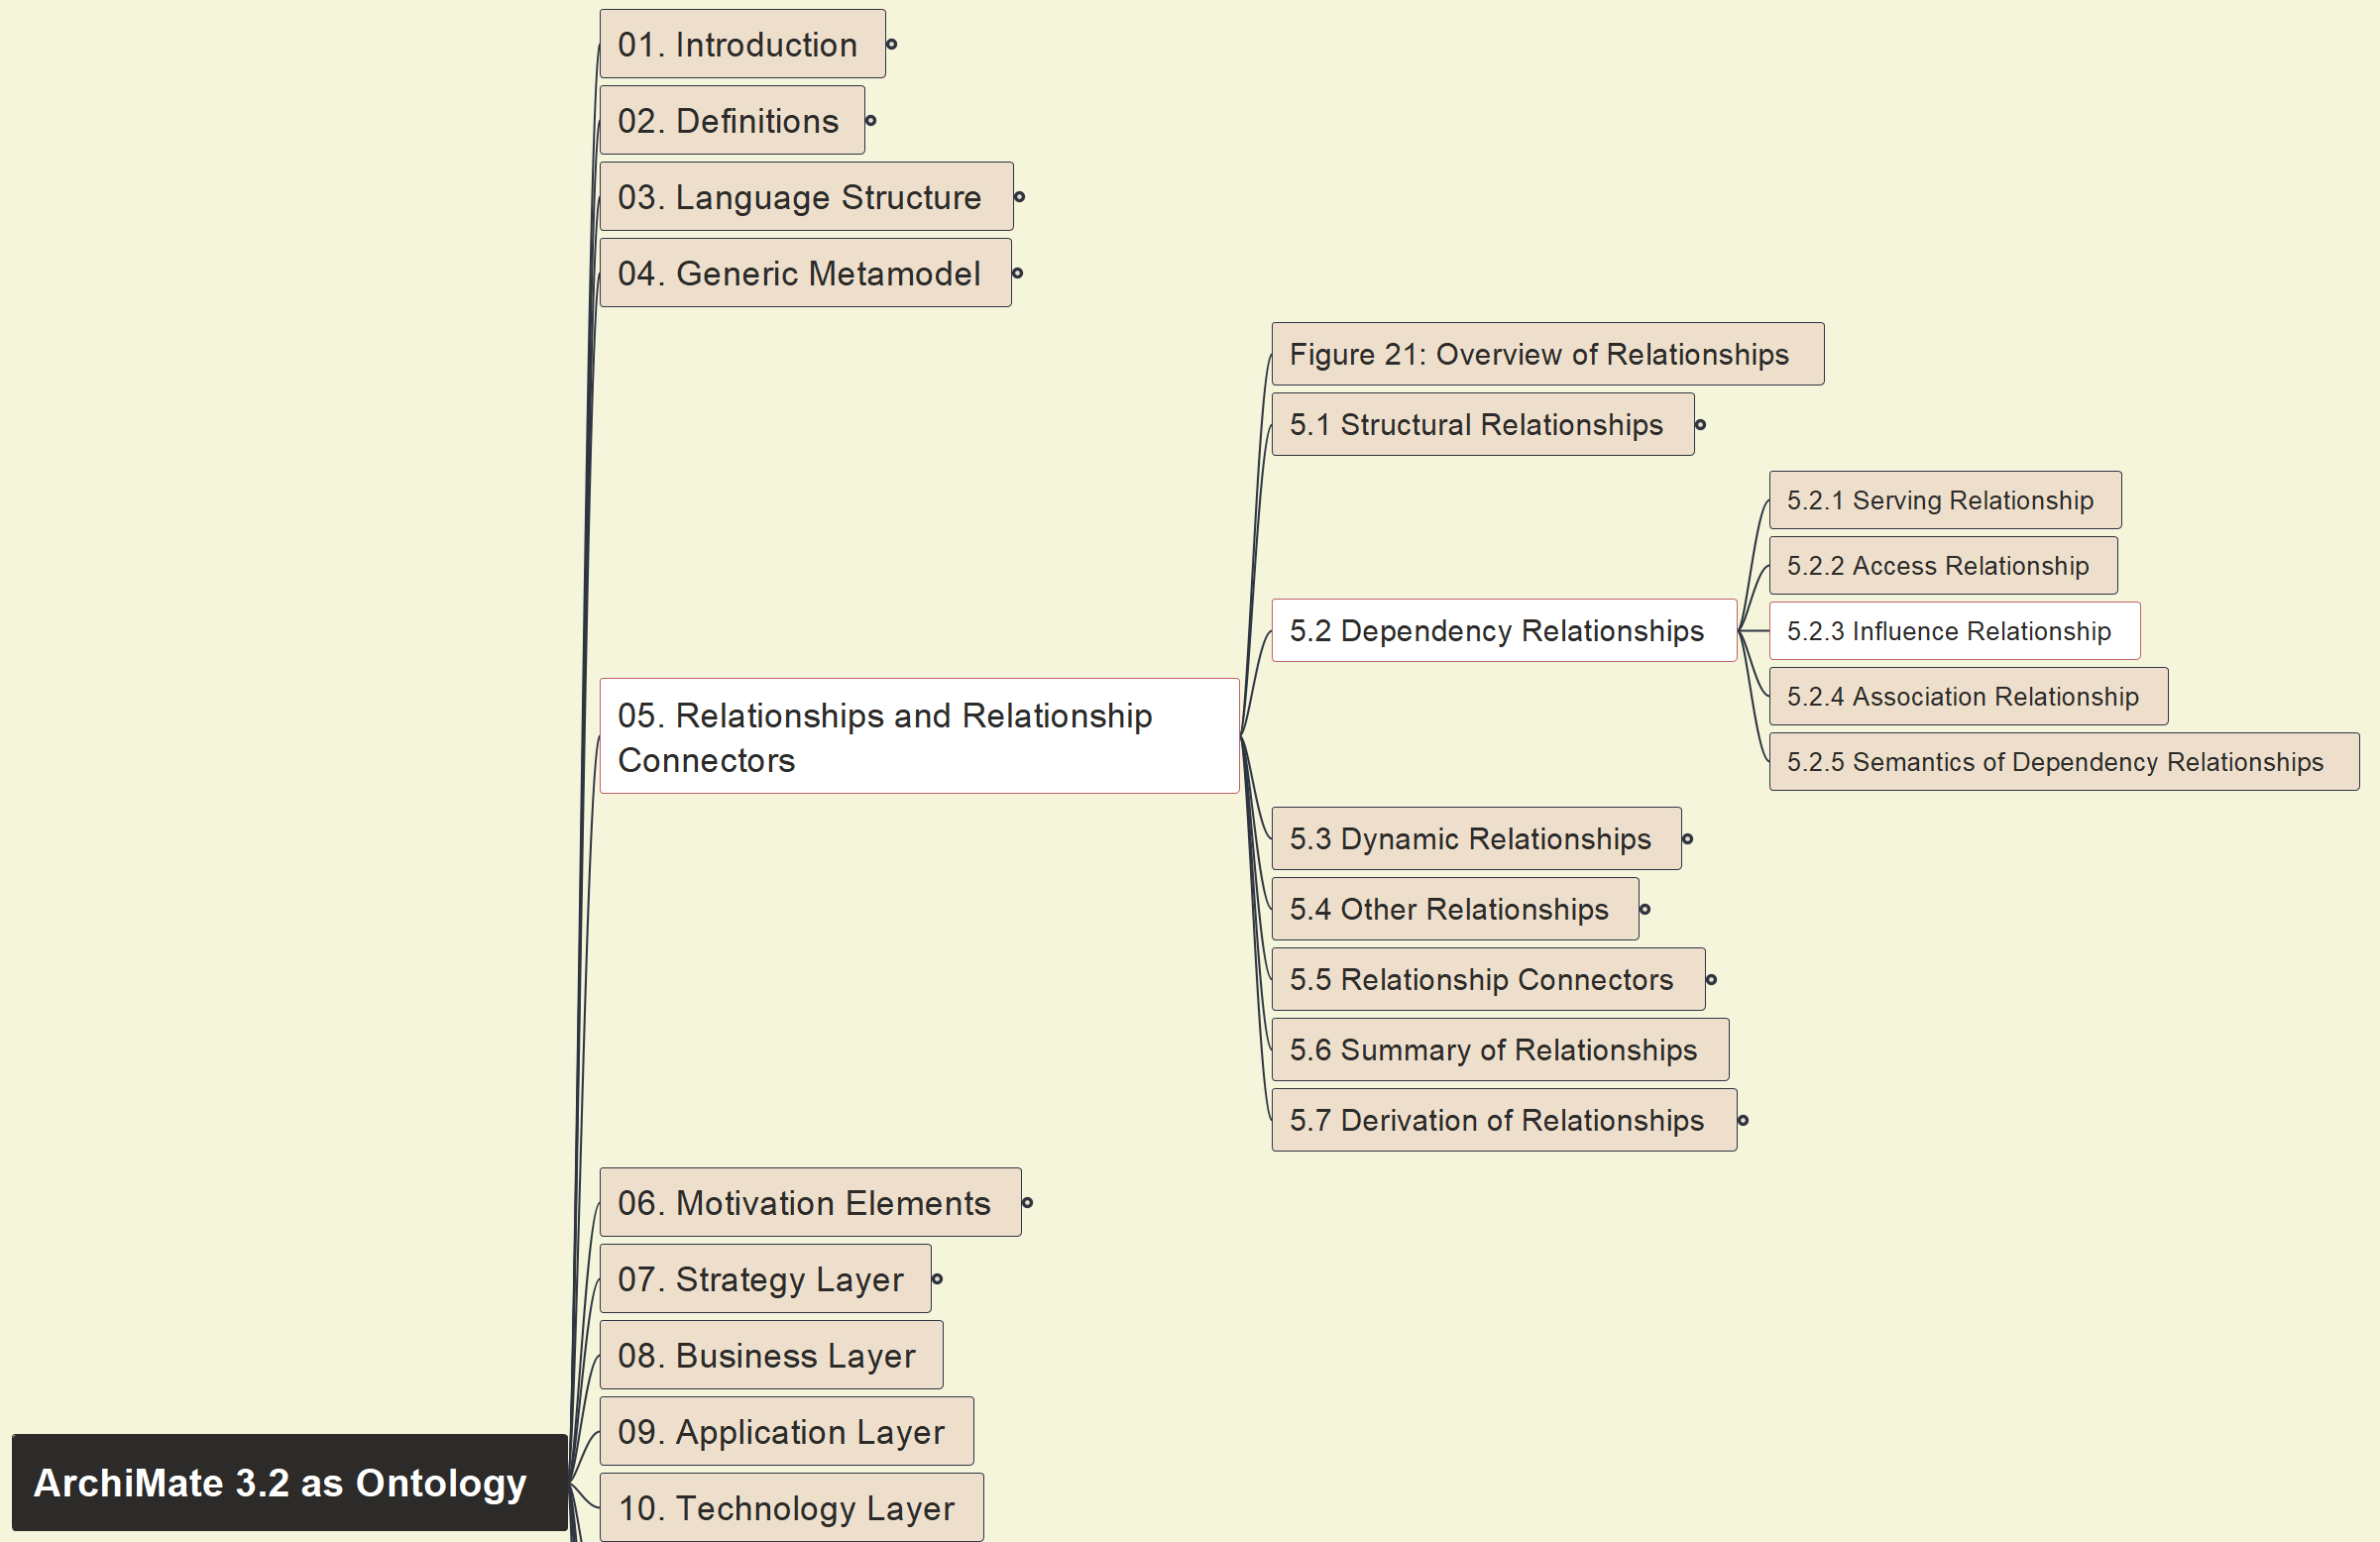 01. Introduction
02. Definitions
03. Language Structure
04. Generic Metamodel
Figure 21: Overview of Relationships
5.1 Structural Relationships
5.2.1 Serving Relationship
5.2.2 Access Relationship
5.2 Dependency Relationships
5.2.3 Influence Relationship
5.2.4 Association Relationship
5.2.5 Semantics of Dependency Relationships
05. Relationships and Relationship
Connectors
5.3 Dynamic Relationships
5.4 Other Relationships
5.5 Relationship Connectors
5.6 Summary of Relationships
5.7 Derivation of Relationships
06. Motivation Elements
07. Strategy Layer
08. Business Layer
09. Application Layer
ArchiMate 3.2 as Ontology
10. Technology Layer